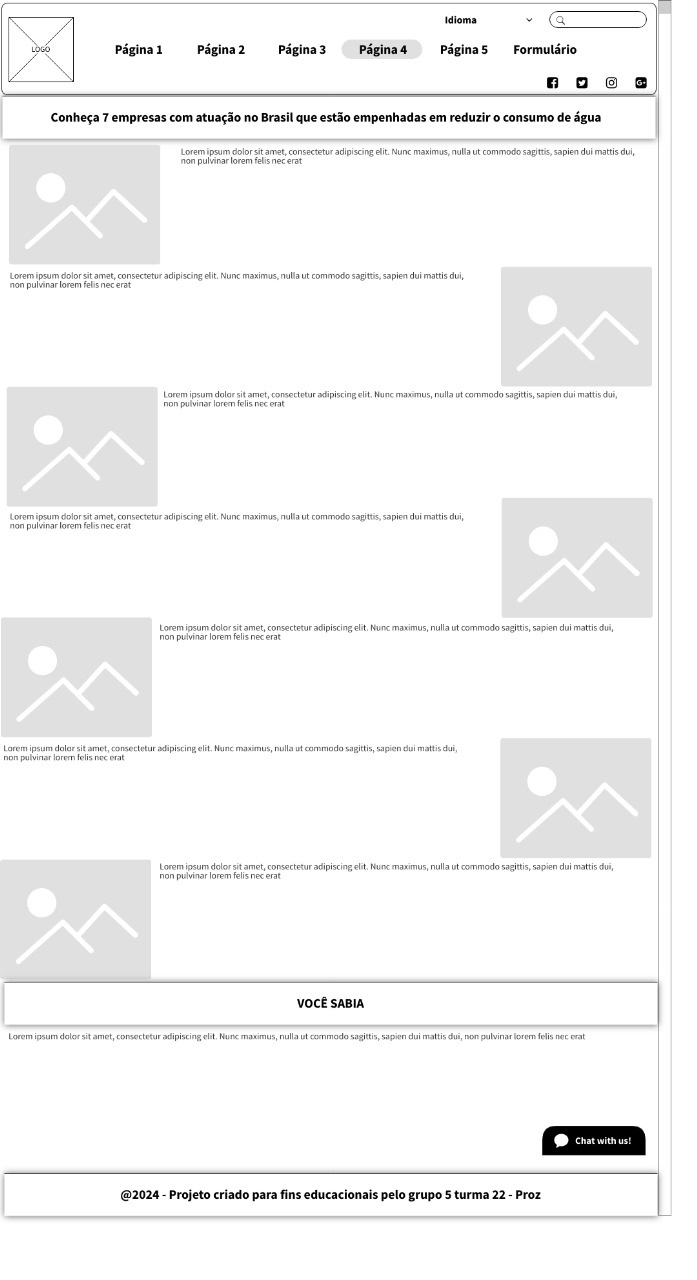 Idioma
LOGO
Página 1 Página 2 Página 3 Página 4 Página 5 Formulário
Conheça 7 empresas com atuação no Brasil que estão empenhadas em reduzir o consumo de água
Lorem ipsum dolor sit amet, consectetur adipiscing elit. Nunc maximus, nulla ut commodo sagittis, sapien dui mattis dui,
non pulvinar lorem felis nec erat
Lorem ipsum dolor sit amet, consectetur adipiscing elit. Nunc maximus, nulla ut commodo sagittis, sapien dui mattis dui,
non pulvinar lorem felis nec erat
Lorem ipsum dolor sit amet, consectetur adipiscing elit. Nunc maximus, nulla ut commodo sagittis, sapien dui mattis dui,
non pulvinar lorem felis nec erat
Lorem ipsum dolor sit amet, consectetur adipiscing elit. Nunc maximus, nulla ut commodo sagittis, sapien dui mattis dui,
non pulvinar lorem felis nec erat
Lorem ipsum dolor sit amet, consectetur adipiscing elit. Nunc maximus, nulla ut commodo sagittis, sapien dui mattis dui,
non pulvinar lorem felis nec erat
Lorem ipsum dolor sit amet, consectetur adipiscing elit. Nunc maximus, nulla ut commodo sagittis, sapien dui mattis dui,
non pulvinar lorem felis nec erat
Lorem ipsum dolor sit amet, consectetur adipiscing elit. Nunc maximus, nulla ut commodo sagittis, sapien dui mattis dui,
non pulvinar lorem felis nec erat
VOCÊ SABIA
Lorem ipsum dolor sit amet, consectetur adipiscing elit. Nunc maximus, nulla ut commodo sagittis, sapien dui mattis dui, non pulvinar lorem felis nec erat
Chat with us!
@2024 - Projeto criado para fins educacionais pelo grupo 5 turma 22 - Proz